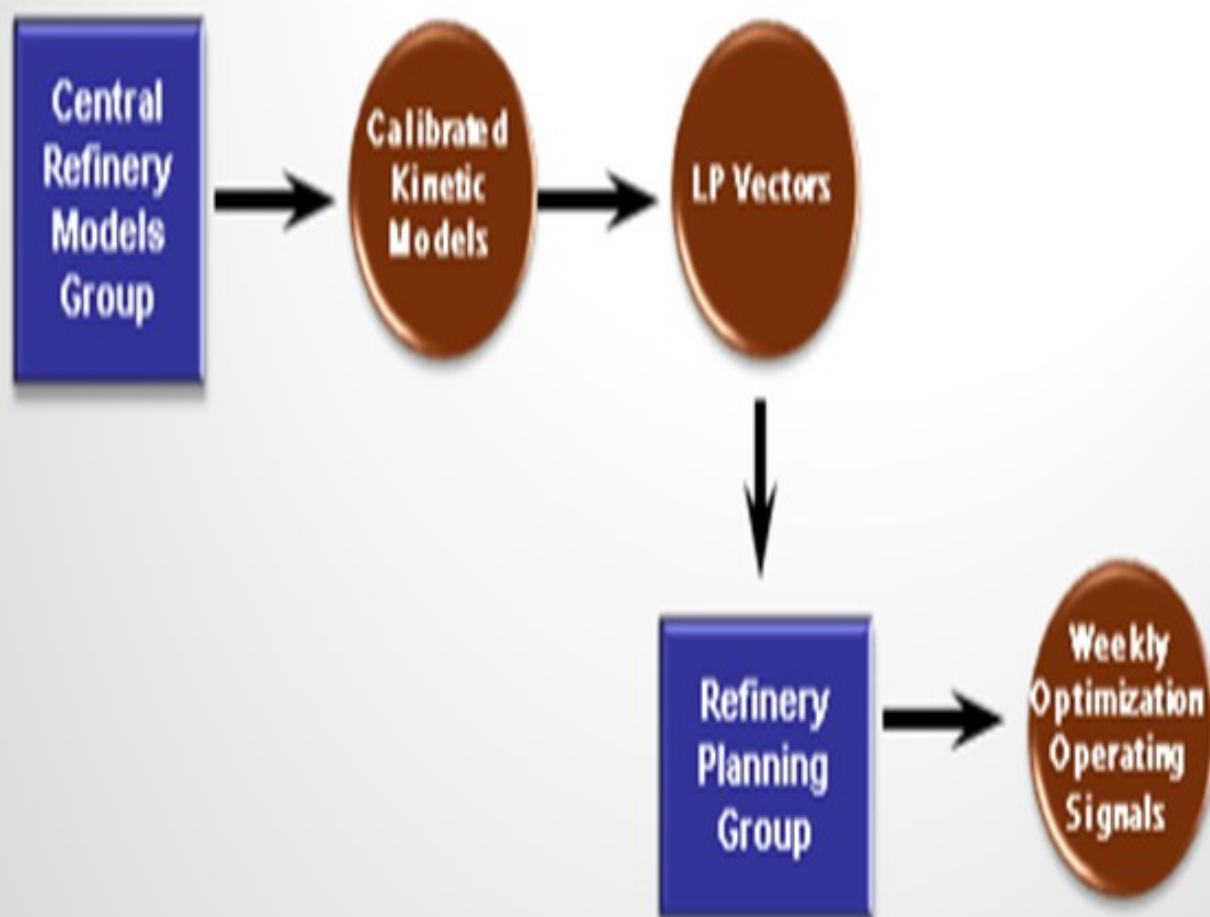 Central
Refinery
Models
Group
Calibrated
Kinetic
Models
LP Vectors
Refinery
Planning
Group
Weekly
Optimization
Operating
Signals